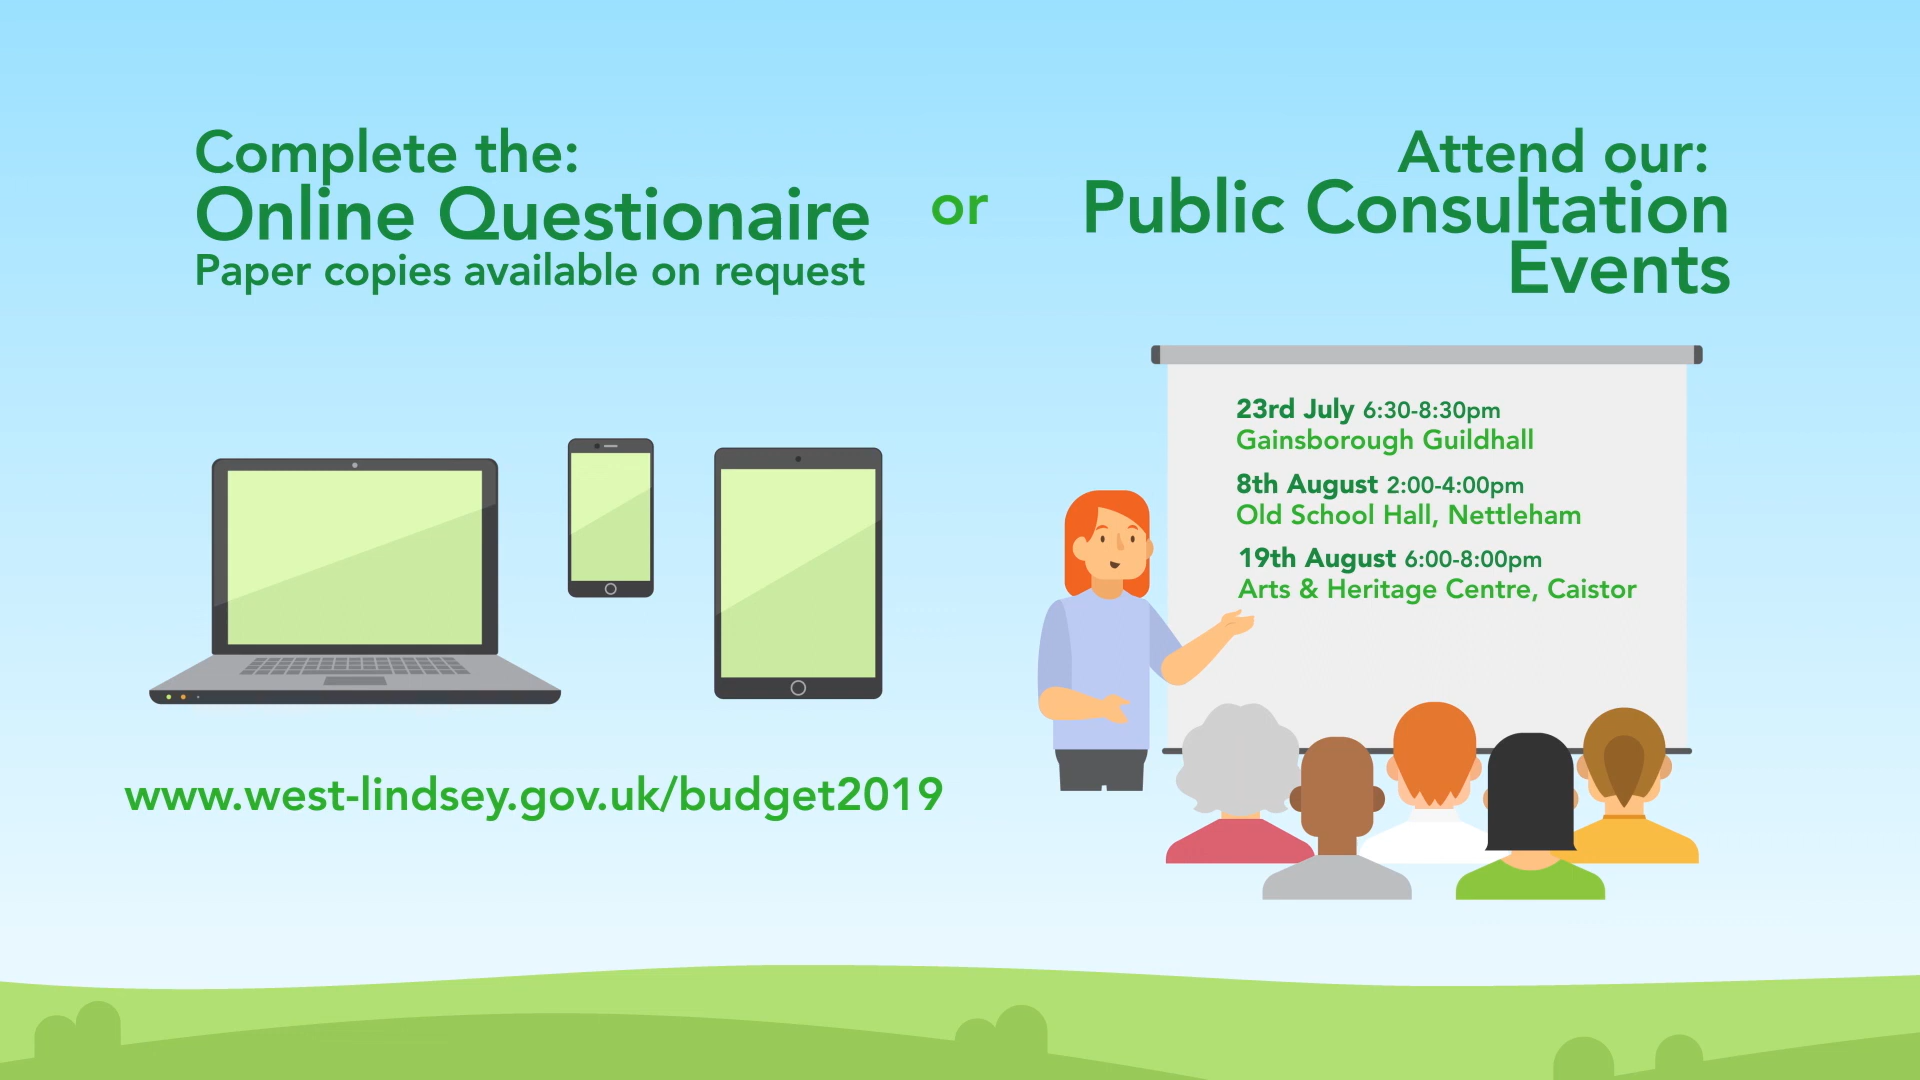 Complete the:
Online Questionaire
Paper copies available on request
or
Attend our:
Public Consultation
Events
23rd July 6:30-8:30pm
Gainsborough Guildhall
8th August 2:00-4:00pm
Old School Hall, Nettleham
19th August 6:00-8:00pm
Arts & Heritage Centre, Caistor
www.west-lindsey.gov.uk/budget2019